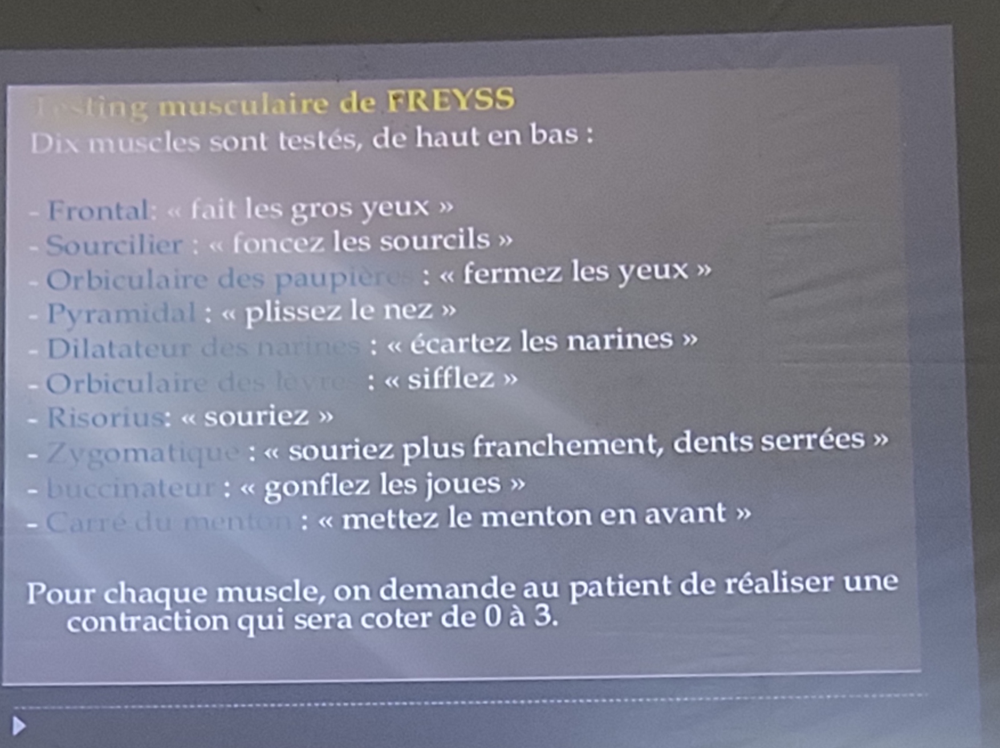 Testing musculaire de FREYSS
Dix muscles sont testés, de haut en bas :
- Frontal: « fait les gros yeux »
- Sourcilier : « foncez les sourcils »
- Orbiculaire des paupières : « fermez les yeux »
- Pyramidal : « plissez le nez »
- Dilatateur des narines : « écartez les narines »
- Orbiculaire des lèvres : « sifflez »
- Risorius: « souriez »
- Zygomatique : « souriez plus franchement, dents serrées »
- buccinateur : « gonflez les joues »
- Carré du menton : « mettez le menton en avant »
Pour chaque muscle, on demande au patient de réaliser une
contraction qui sera coter de 0 à 3.